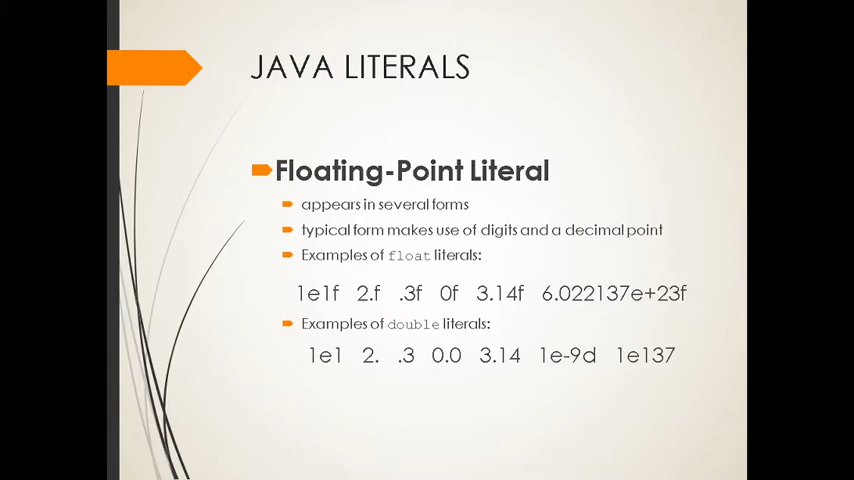 JAVA LITERALS
Floating-Point Literal
appears in several forms
typical form makes use of digits and a decimal point
Examples of float literals:
1e1f 2.f .3f 0f 3.14f 6.022137e+23f
Examples of double literals:
1e1 2. .3 0.0 3.14 1e-9d 1e137